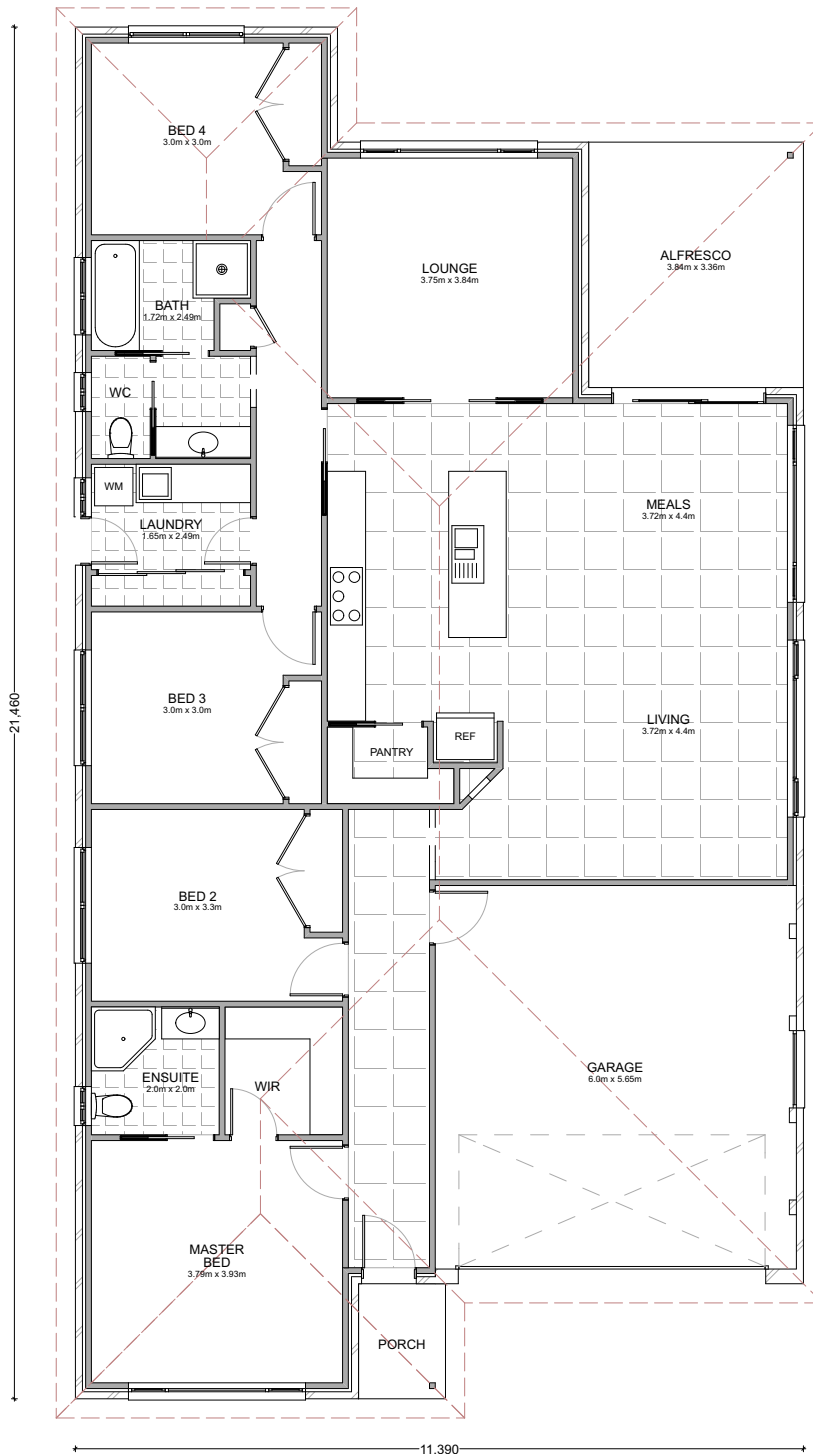 BED 4
3.0m x 3.0m
LOUNGE
3.75m x 3.84m
ALFRESCO
3.84m x 3.36m
BATH
1.72m x 2.49m
WC
WM
LAUNDRY
1.65m x 2.49m
MEALS
3.72m x 4.4m
BED 3
3.0m x 3.0m
21,460
LIVING
3.72m x 4.4m
PANTRY
REF
BED 2
3.0m x 3.3m
ENSUITE
2.0m x 2.0m
WIR
GARAGE
6.0m x 5.65m
MASTER
BED
3.79m x 3.93m
PORCH
11,390